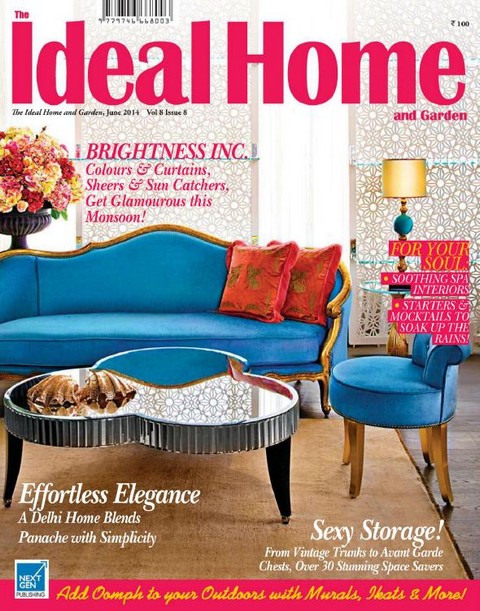 9 779746 668003
₹ 100
The
Ideal Home
and Garden
The Ideal Home and Garden, June 2014 Vol 8 Issue 8
BRIGHTNESS INC.
Colours & Curtains,
Sheers & Sun Catchers,
Get Glamourous this
Monsoon!
FOR YOUR
SOUL
• SOOTHING SPA
INTERIORS
• STARTERS &
MOCKTAILS TO
SOAK UP THE
RAINS!
Effortless Elegance
A Delhi Home Blends
Panache with Simplicity
Sexy Storage!
From Vintage Trunks to Avant Garde
Chests, Over 30 Stunning Space Savers
NEXT
GEN
PUBLISHING
Add Oomph to your Outdoors with Murals, Ikats & More!